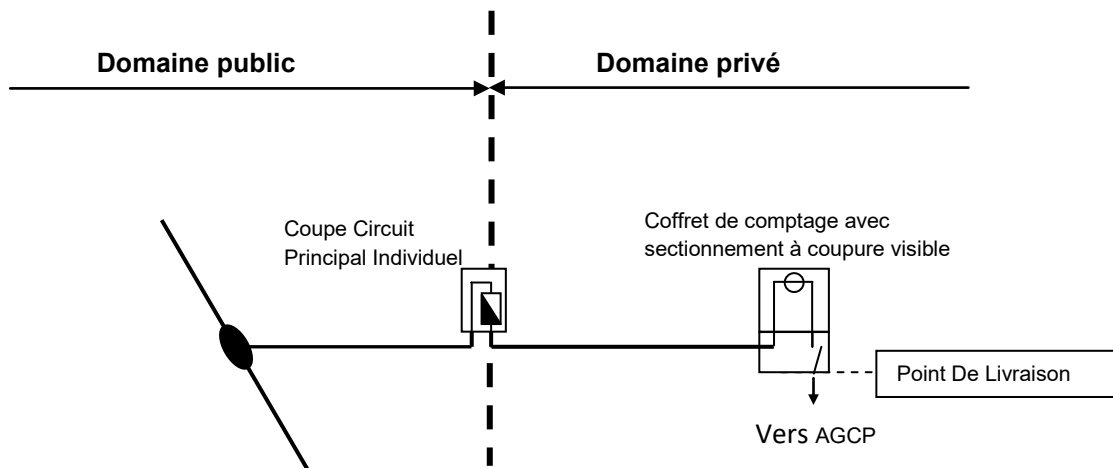 Domaine public
Domaine privé
Coupe Circuit
Principal Individuel
Coffret de comptage avec
sectionnement à coupure visible
Point De Livraison
Vers AGCP